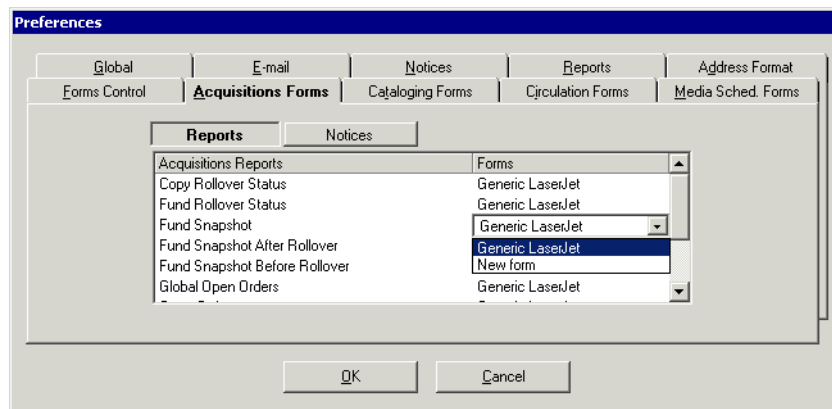 Preferences
Global E-mail Notices Reports Address Format
Forms Control Acquisitions Forms Cataloging Forms Circulation Forms Media Sched. Forms
Reports Notices
Acquisitions Reports Forms
Copy Rollover Status Generic LaserJet
Fund Rollover Status Generic LaserJet
Fund Snapshot Generic LaserJet
Fund Snapshot After Rollover Generic LaserJet
Fund Snapshot Before Rollover New form
Global Open Orders Generic LaserJet
OK Cancel